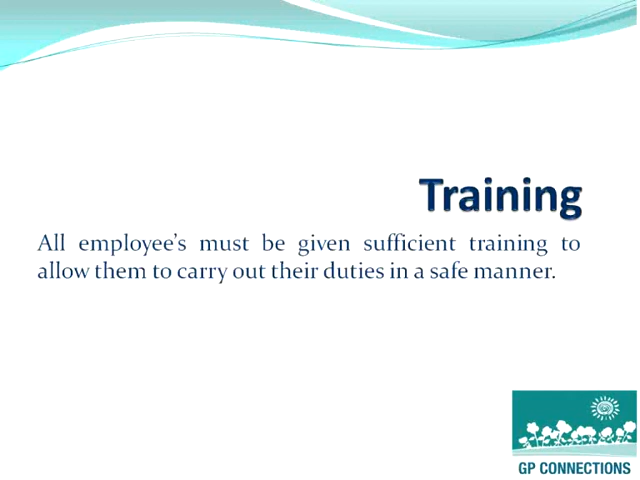 Training
All employee's must be given sufficient training to
allow them to carry out their duties in a safe manner.
GP CONNECTIONS